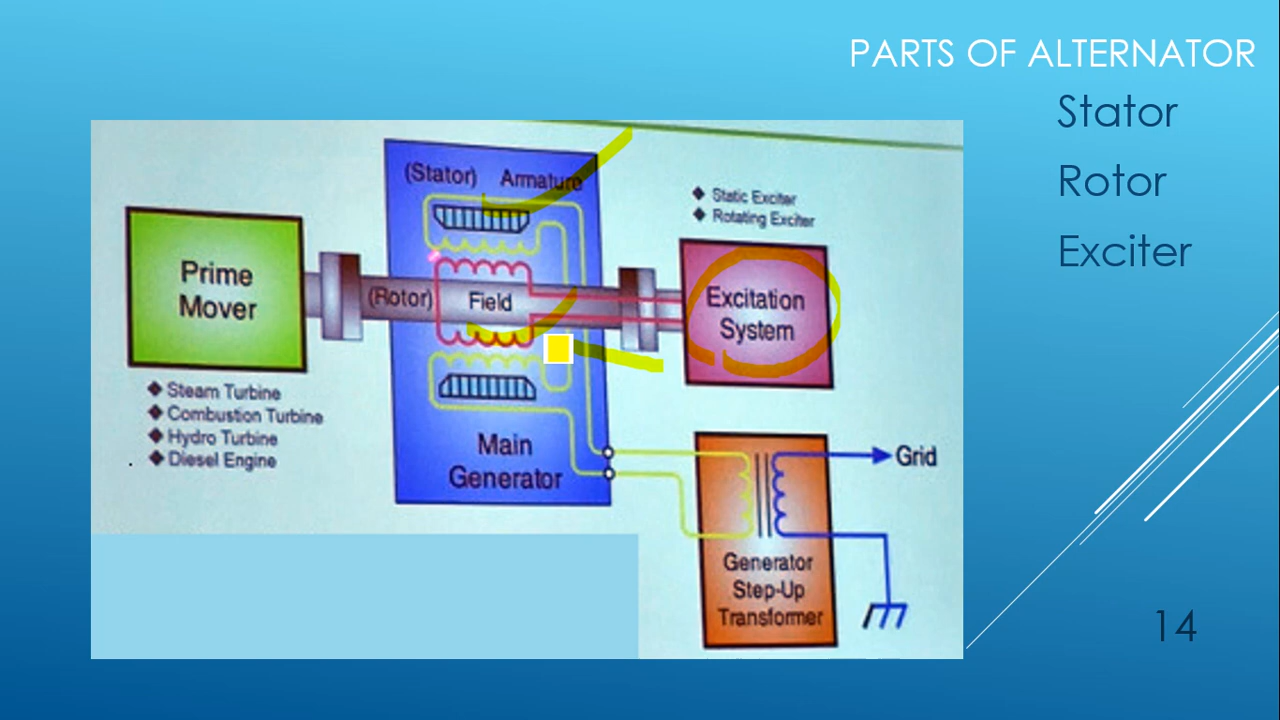 PARTS OF ALTERNATOR
Stator
Rotor
Exciter
(Stator) Armature
Static Exciter
Rotating Exciter
Prime
Mover
(Rotor)
Field
Excitation
System
Steam Turbine
Combustion Turbine
Hydro Turbine
Diesel Engine
Main
Generator
Grid
Generator
Step-Up
Transformer
14